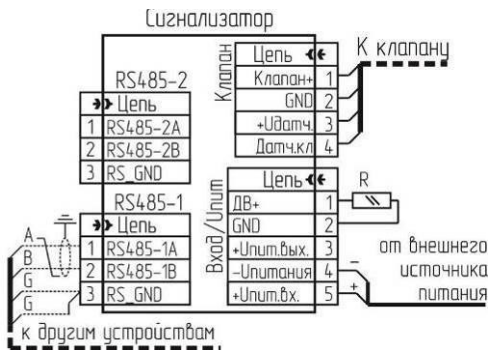 Сигнализатор
RS485-2
Цепь
1 RS485-2A
2 RS485-2B
3 RS_GND
RS485-1
Цепь
1 RS485-1A
2 RS485-1B
3 RS_GND
A
B
G
G
к другим устройствам
Клапан
Цепь
Клапан+ 1
GND 2
+Uдатч. 3
Датч.кл 4
К клапану
Вход/Uпит
Цепь
ДВ+ 1
GND 2
+Uпит.вых. 3
-Uпитания 4
+Uпит.вх. 5
R
от внешнего
источника
питания
−
+